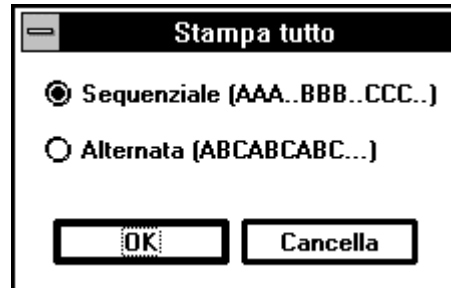 Stampa tutto
Sequenziale (AAA..BBB..CCC..)
Alternata (ABCABCABC...)
OK Cancella